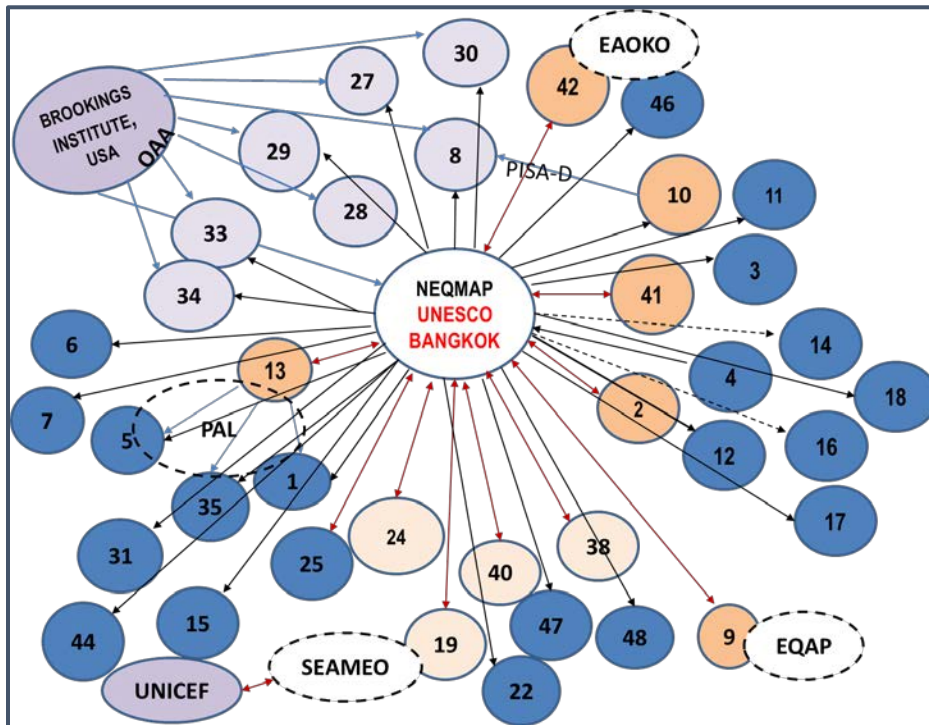 30
EAOKO
27
42
46
BROOKINGS
INSTITUTE,
USA
OAA
29
8
PISA-D
10
11
28
33
3
34
NEQMAP
UNESCO
BANGKOK
41
6
14
13
4
18
7
5
PAL
2
12
16
35
1
17
31
25
24
40
38
44
15
19
47
48
9
EQAP
UNICEF
SEAMEO
22